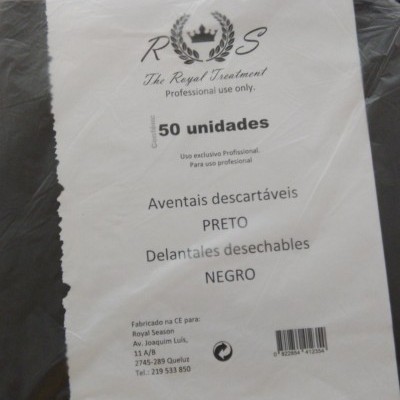 R S
The Royal Treatment
Professional use only.
Contém:
50 unidades
Uso exclusivo Profissional.
Para uso profesional
Aventais descartáveis
PRETO
Delantales desechables
NEGRO
Fabricado na CE para:
Royal Season
Av. Joaquim Luís,
11 A/B
2745-289 Queluz
Tel.: 219 533 850